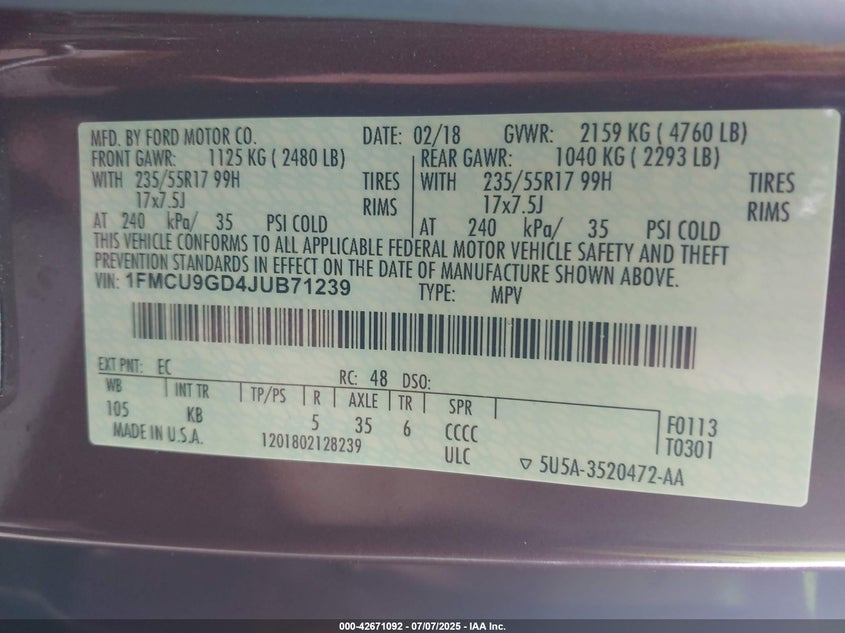 MFD. BY FORD MOTOR CO. DATE: 02/18 GVWR: 2159 KG ( 4760 LB)
FRONT GAWR: 1125 KG ( 2480 LB) REAR GAWR: 1040 KG ( 2293 LB)
WITH 235/55R17 99H TIRES WITH 235/55R17 99H TIRES
17x7.5J RIMS 17x7.5J RIMS
AT 240 kPa/ 35 PSI COLD AT 240 kPa/ 35 PSI COLD
THIS VEHICLE CONFORMS TO ALL APPLICABLE FEDERAL MOTOR VEHICLE SAFETY AND THEFT
PREVENTION STANDARDS IN EFFECT ON THE DATE OF MANUFACTURE SHOWN ABOVE.
VIN: 1FMCU9GD4JUB71239 TYPE: MPV
EXT PNT: EC RC: 48 DSO:
WB INT TR TP/PS R AXLE TR SPR
105 KB 5 35 6 CCCC F0113
MADE IN U.S.A. 1201802128239 ULC T0301
▽ 5U5A-3520472-AA
000-42671092 - 07/07/2025 - IAA Inc.